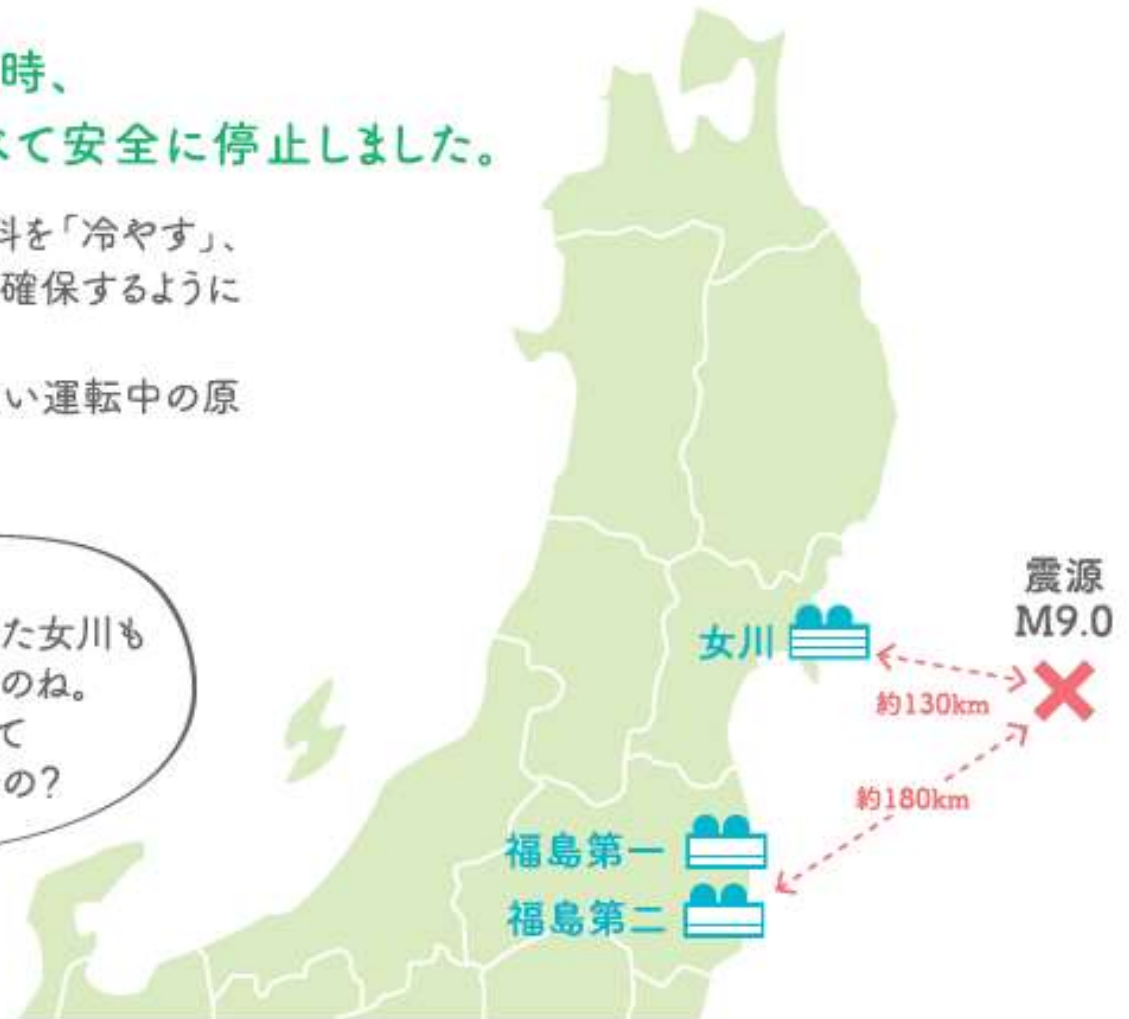 時、
べて安全に停止しました。
料を「冷やす」、
確保するように
い運転中の原
た女川も
のね。
て
の?
震源
M9.0
女川
約130km
約180km
福島第一
福島第二